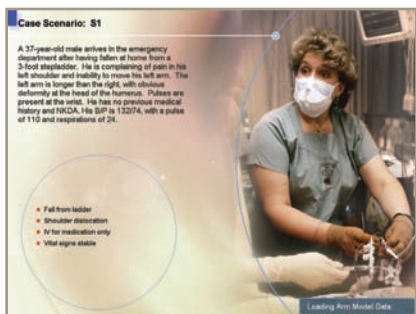 Case Scenario: S1
A 37-year-old male arrives in the emergency
department after having fallen at home from a
3-foot stepladder. He is complaining of pain in his
left shoulder and inability to move his left arm. The
left arm is longer than the right, with obvious
deformity at the head of the humerus. Pulses are
present at the wrist. He has no previous medical
history and NKDA. His B/P is 132/74, with a pulse
of 110 and respirations of 24.
Fall from ladder
Shoulder dislocation
IV for medication only
Vital signs stable
Loading Arm Model Data